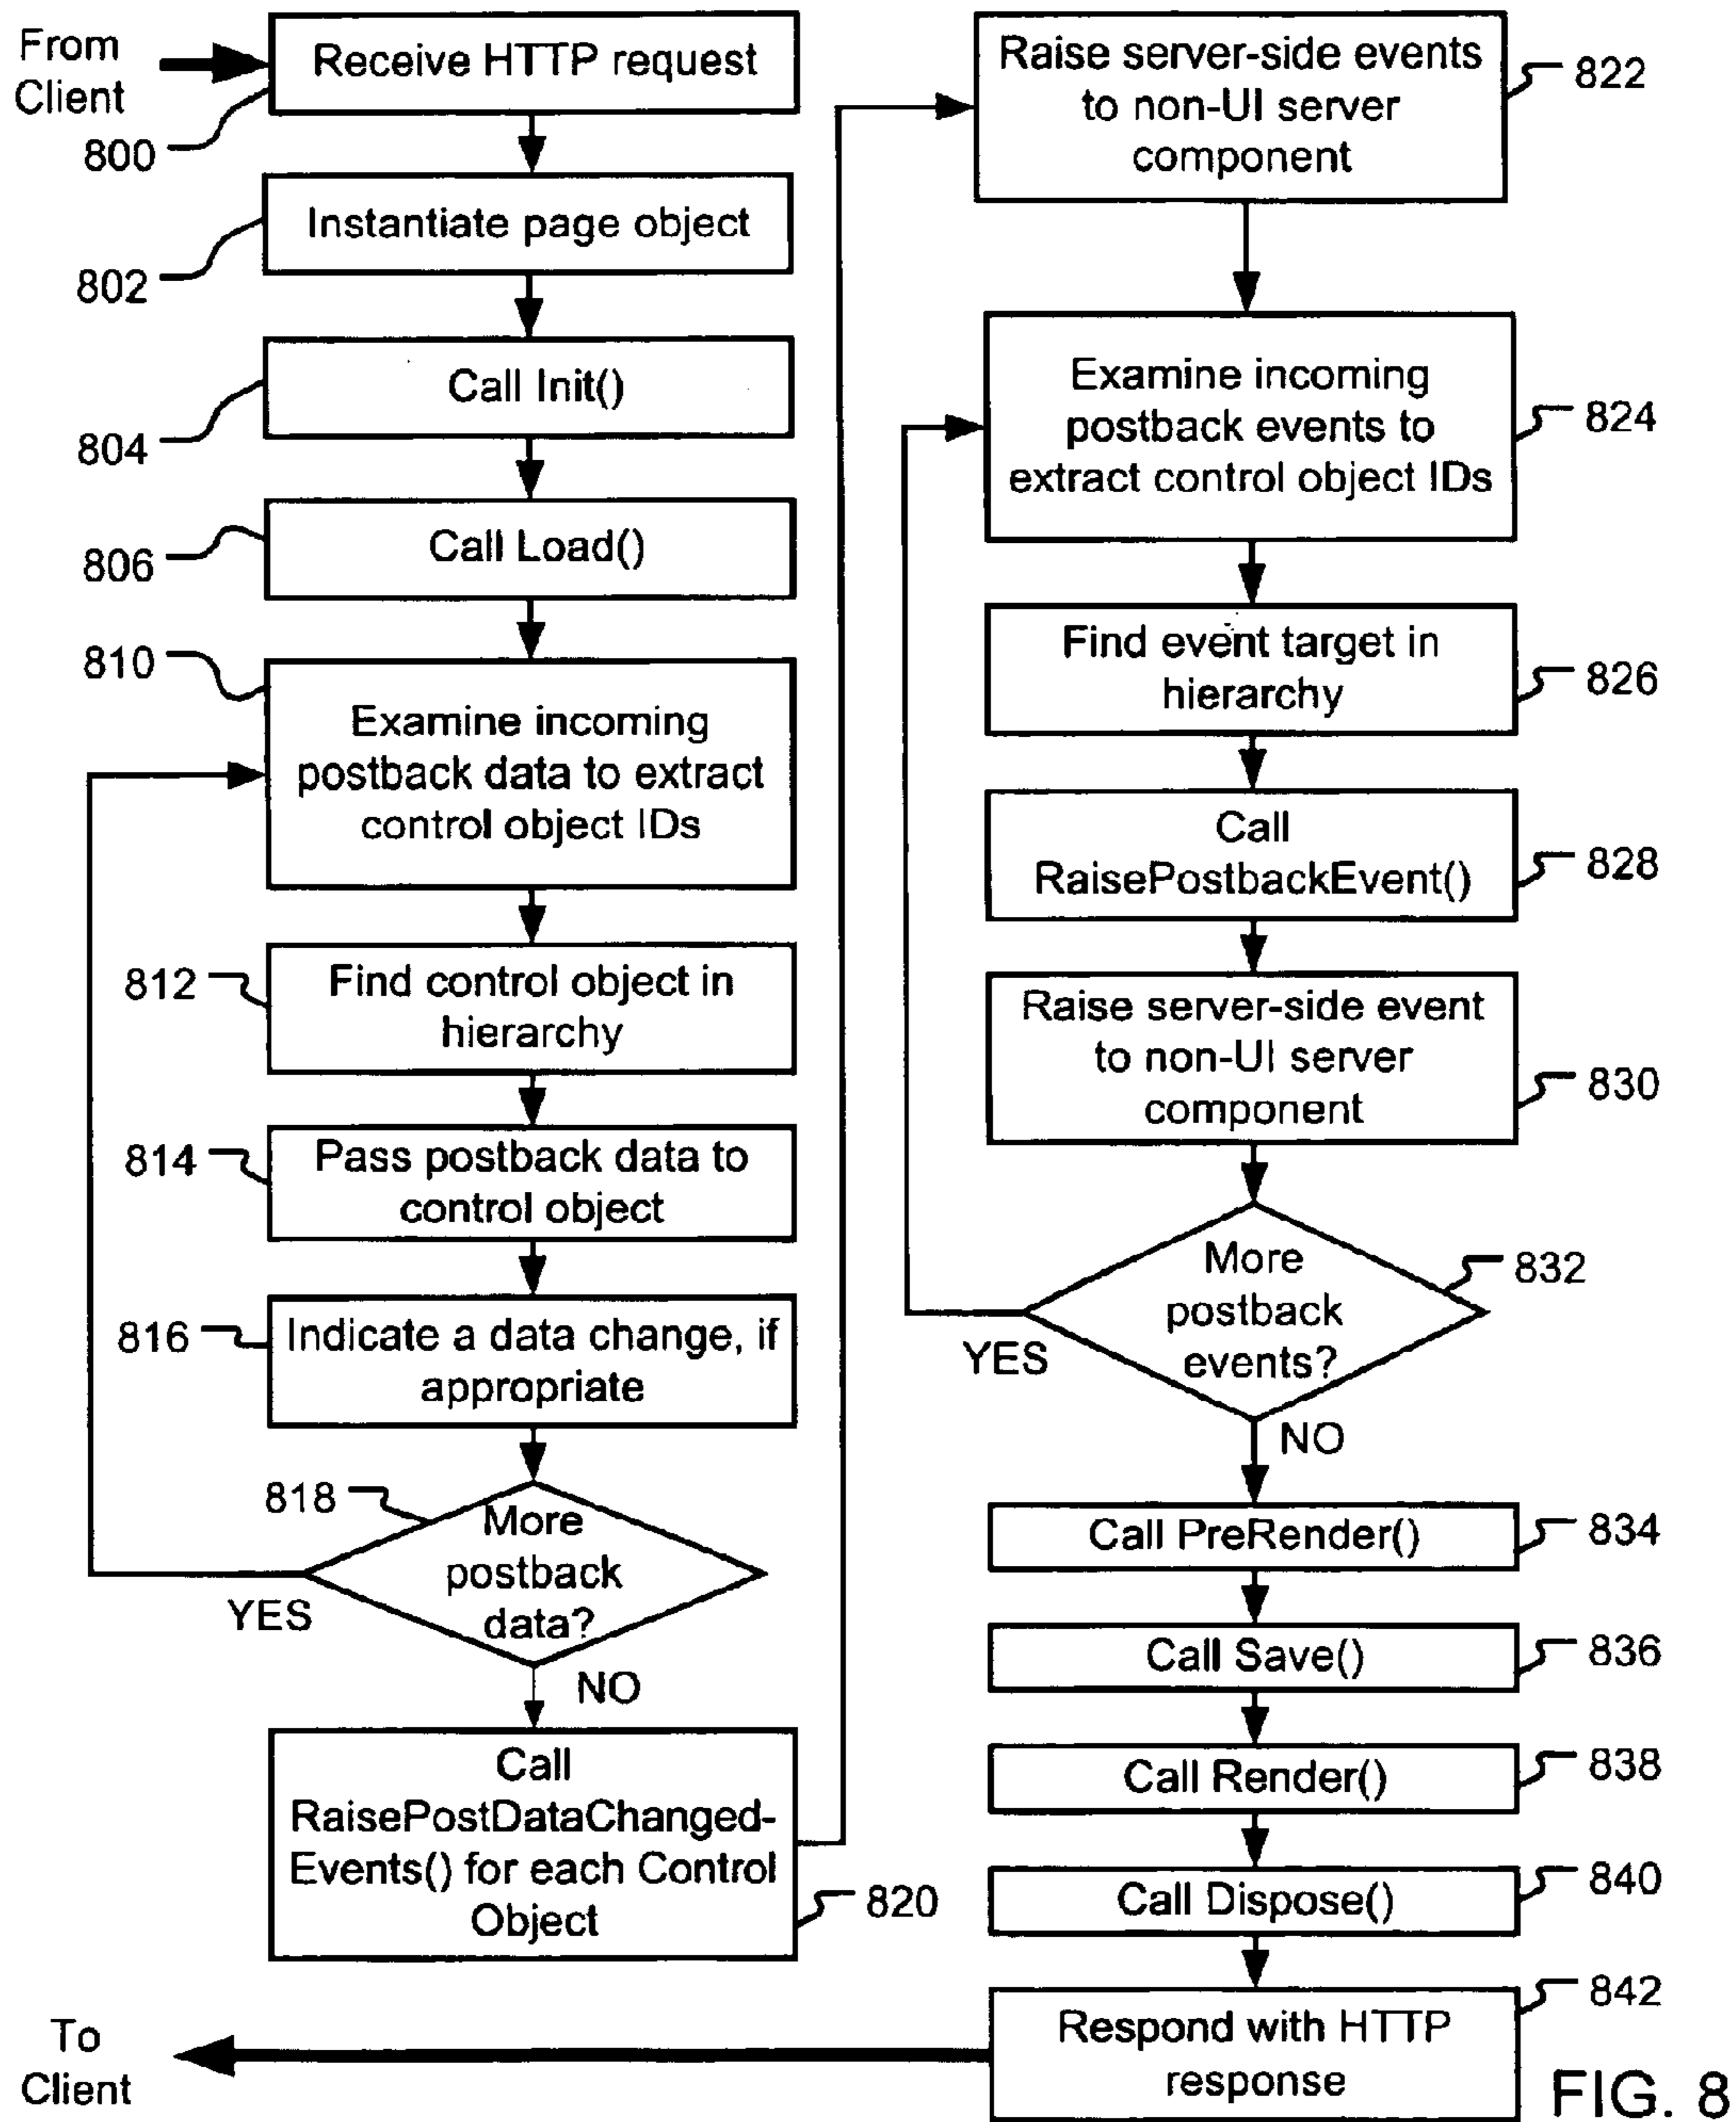 From
Client
800
Receive HTTP request
802
Instantiate page object
804
Call Init()
806
Call Load()
810
Examine incoming
postback data to extract
control object IDs
812
Find control object in
hierarchy
814
Pass postback data to
control object
816
Indicate a data change, if
appropriate
818
More
postback
data?
YES
NO
Call
RaisePostDataChanged-
Events() for each Control
Object
820
Raise server-side events
to non-UI server
component
822
Examine incoming
postback events to
extract control object IDs
824
Find event target in
hierarchy
826
Call
RaisePostbackEvent()
828
Raise server-side event
to non-UI server
component
830
More
postback
events?
832
YES
NO
Call PreRender()
834
Call Save()
836
Call Render()
838
Call Dispose()
840
Respond with HTTP
response
842
To
Client
FIG. 8